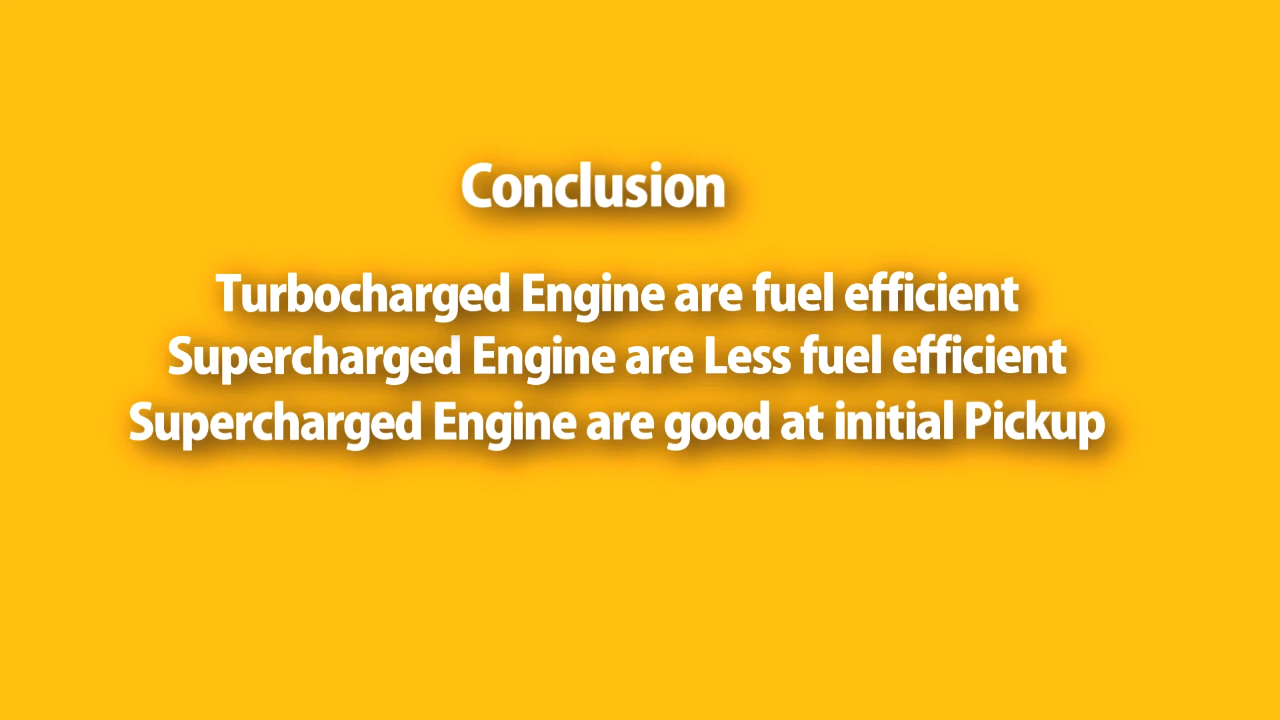 Conclusion
Turbocharged Engine are fuel efficient
Supercharged Engine are Less fuel efficient
Supercharged Engine are good at initial Pickup